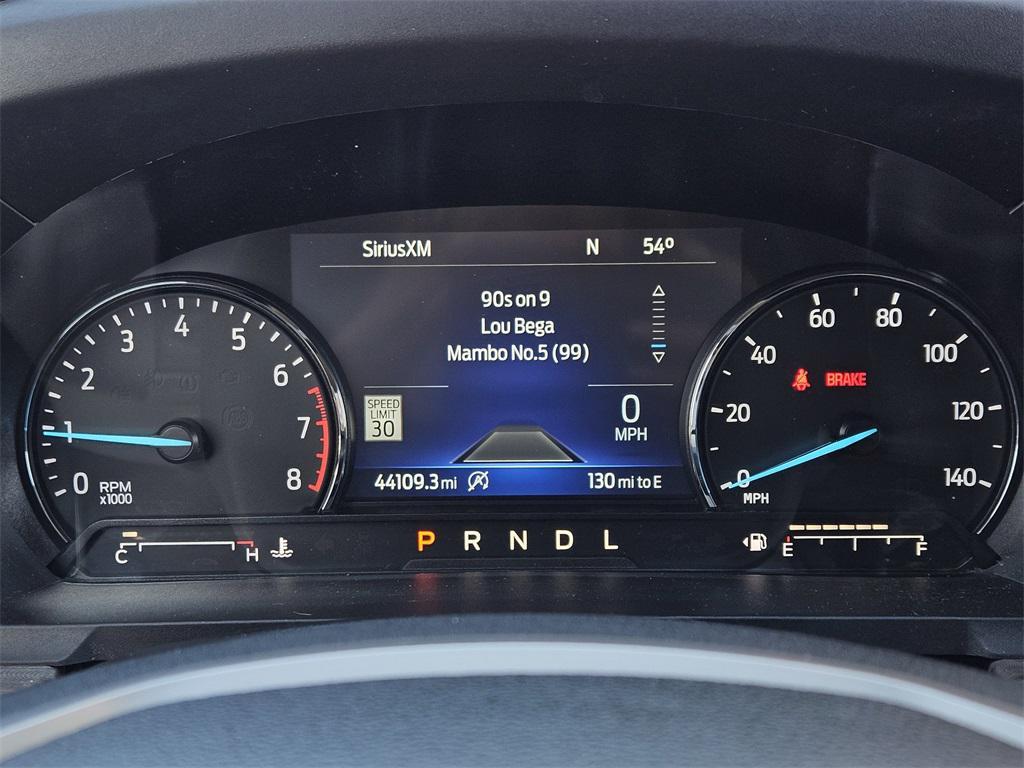 SiriusXM N 54°
90s on 9
Lou Bega
Mambo No.5 (99)
SPEED
LIMIT
30
0
MPH
44109.3 mi A 130 mi to E
0 1 2 3 4 5 6 7 8
RPM
x1000
0 20 40 60 80 100 120 140
MPH
BRAKE
C H
P R N D L
E F